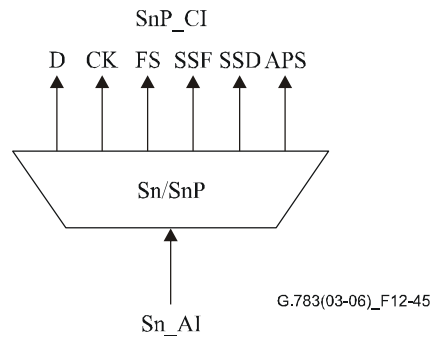 SnP_CI
D CK FS SSF SSD APS
Sn/SnP
Sn_AI
G.783(03-06)_F12-45